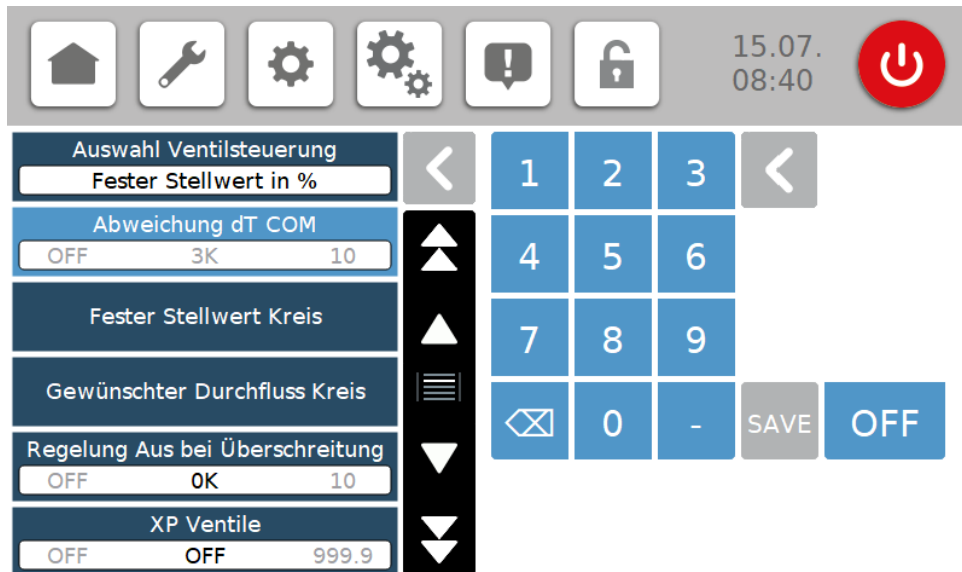 15.07.
08:40
Auswahl Ventilsteuerung
Fester Stellwert in %
Abweichung dT COM
OFF 3K 10
Fester Stellwert Kreis
Gewünschter Durchfluss Kreis
Regelung Aus bei Überschreitung
OFF 0K 10
XP Ventile
OFF OFF 999.9
1 2 3
4 5 6
7 8 9
0 - SAVE OFF